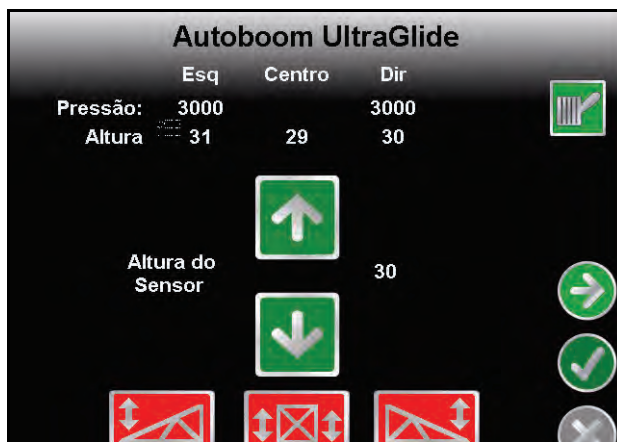 Autoboom UltraGlide
Esq Centro Dir
Pressão: 3000 3000
Altura 31 29 30
Altura do
Sensor
30